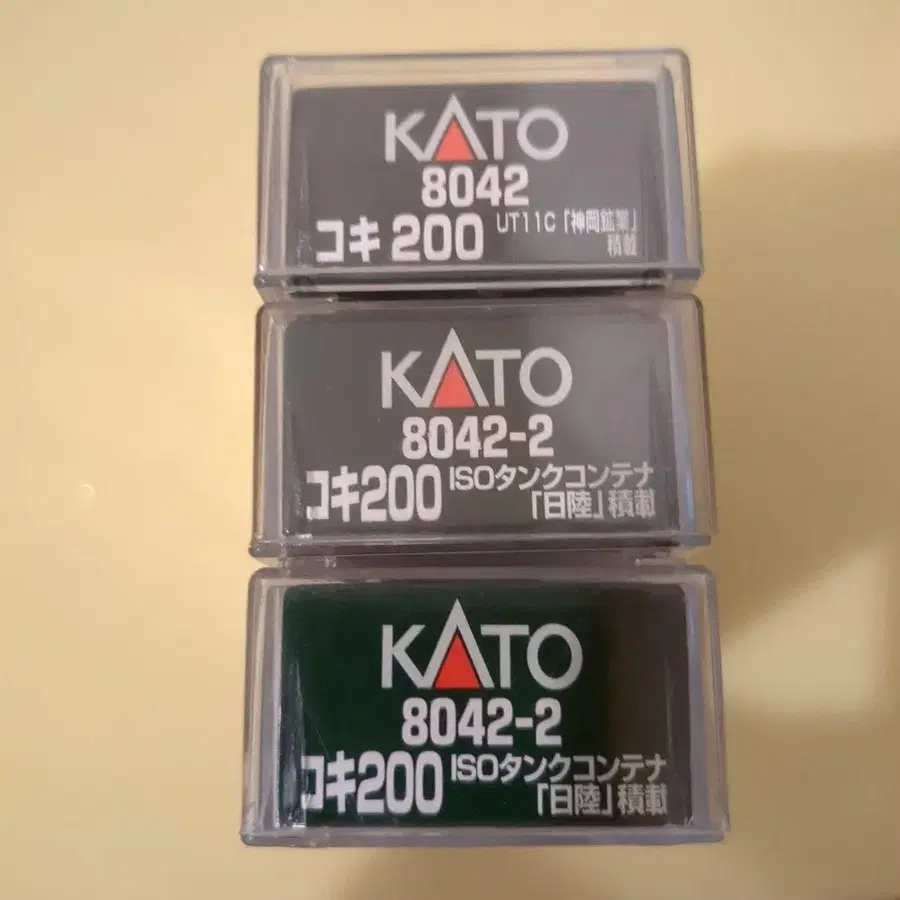 KATO
8042
コキ 200 UT11C「神岡鉱業」
積載
KATO
8042-2
コキ200 ISOタンクコンテナ
「日陸」積載
KATO
8042-2
コキ200 ISOタンクコンテナ
「日陸」積載